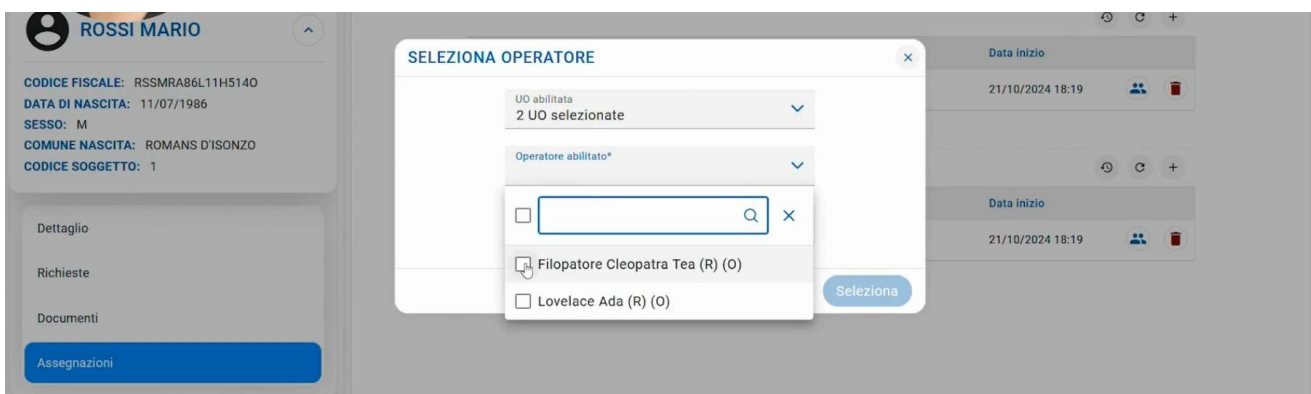 ROSSI MARIO
CODICE FISCALE: RSSMRA86L11H514O
DATA DI NASCITA: 11/07/1986
SESSO: M
COMUNE NASCITA: ROMANS D'ISONZO
CODICE SOGGETTO: 1
Dettaglio
Richieste
Documenti
Assegnazioni
SELEZIONA OPERATORE
UO abilitata
2 UO selezionate
Operatore abilitato*
Filopatore Cleopatra Tea (R) (O)
Lovelace Ada (R) (O)
Seleziona
Data inizio
21/10/2024 18:19
Data inizio
21/10/2024 18:19